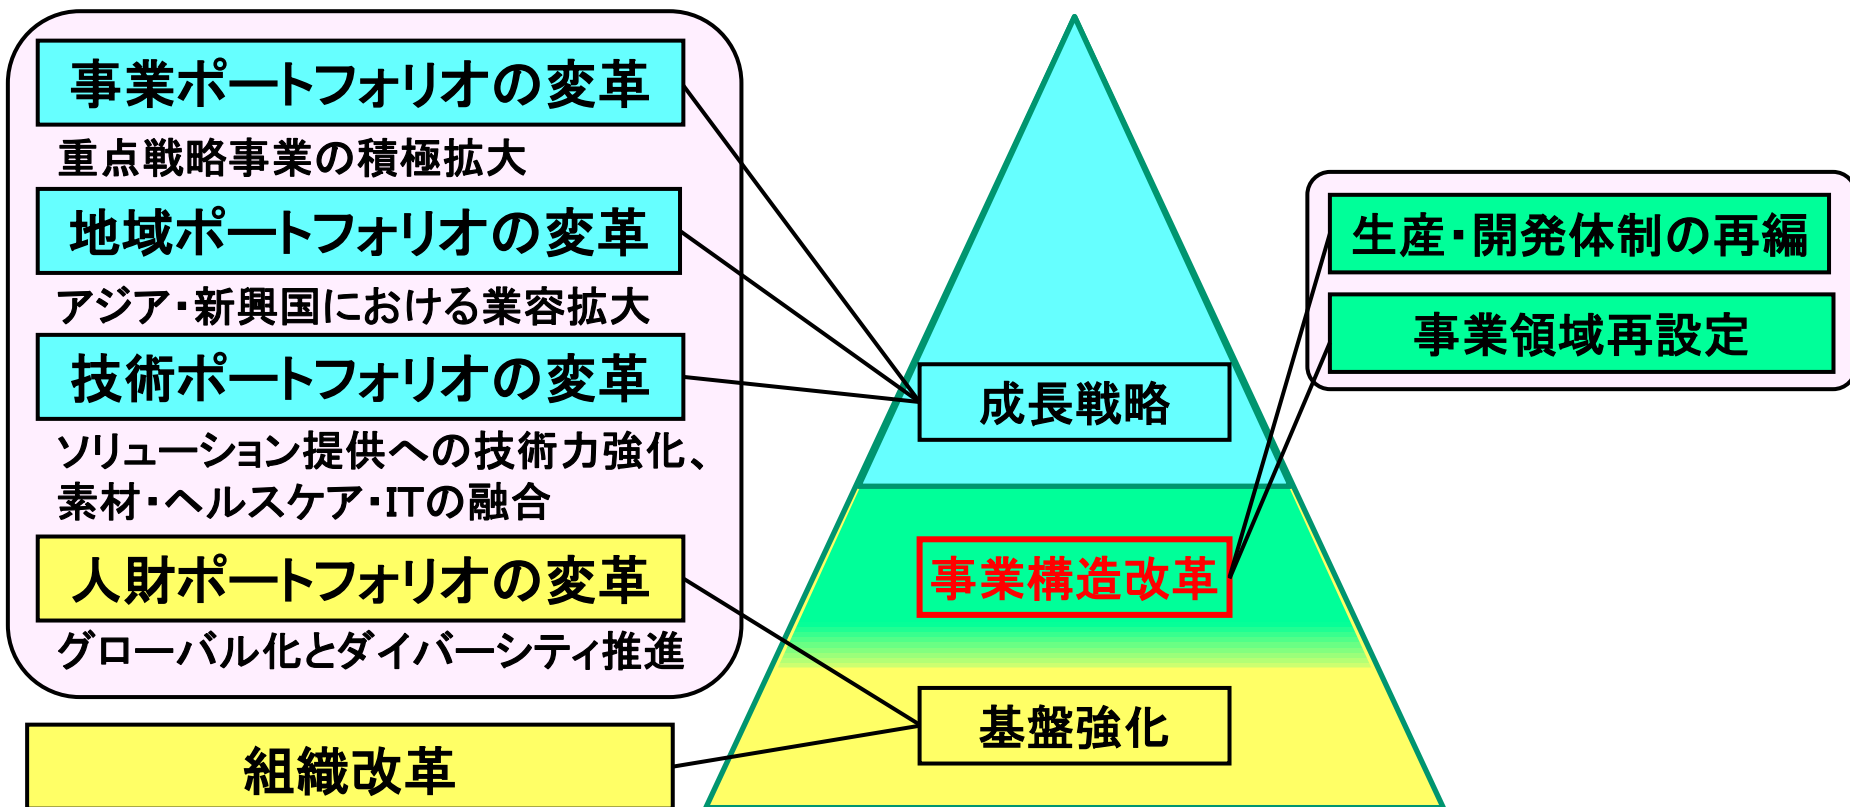 事業ポートフォリオの変革
重点戦略事業の積極拡大
地域ポートフォリオの変革
アジア・新興国における業容拡大
技術ポートフォリオの変革
ソリューション提供への技術力強化、
素材・ヘルスケア・ITの融合
人財ポートフォリオの変革
グローバル化とダイバーシティ推進
組織改革
成長戦略
事業構造改革
基盤強化
生産・開発体制の再編
事業領域再設定